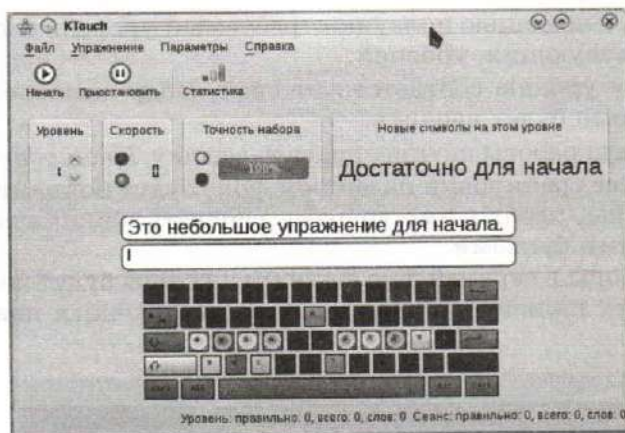 KTouch
Файл Упражнение Параметры Справка
Начать Приостановить Статистика
Уровень Скорость Точность набора Новые символы на этом уровне
1 0 100% Достаточно для начала
Это небольшое упражнение для начала.
Уровень: правильно: 0, всего: 0, слов: 0 Сеанс: правильно: 0, всего: 0, слов: 0